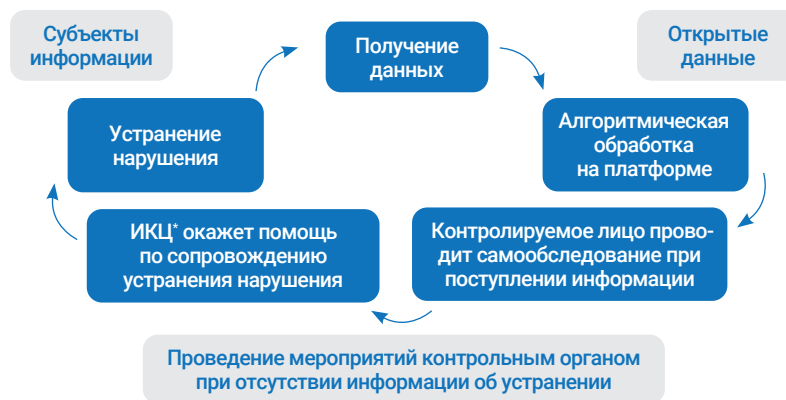 Субъекты
информации
Получение
данных
Открытые
данные
Устранение
нарушения
Алгоритмическая
обработка
на платформе
ИКЦ* окажет помощь
по сопровождению
устранения нарушения
Контролируемое лицо прово-
дит самообследование при
поступлении информации
Проведение мероприятий контрольным органом
при отсутствии информации об устранении